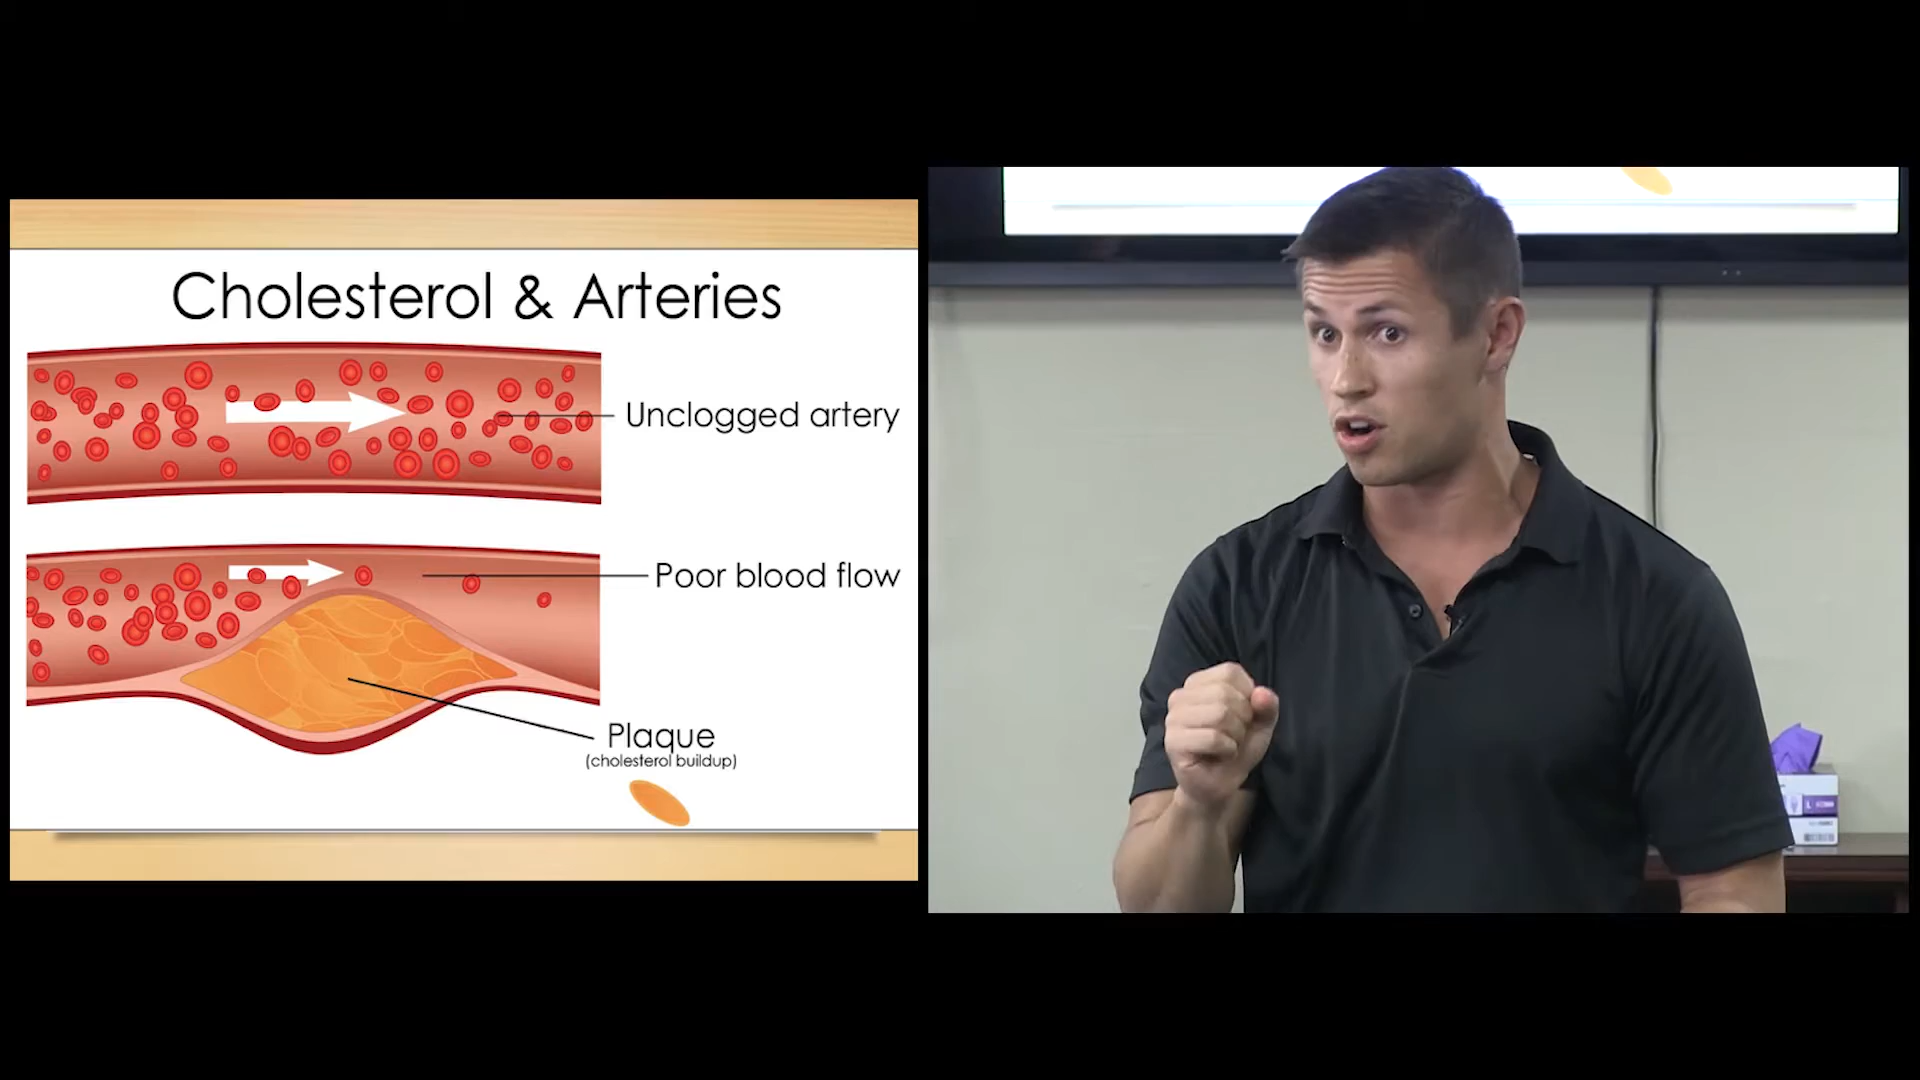 Cholesterol & Arteries
Unclogged artery
Poor blood flow
Plaque
(cholesterol buildup)
L